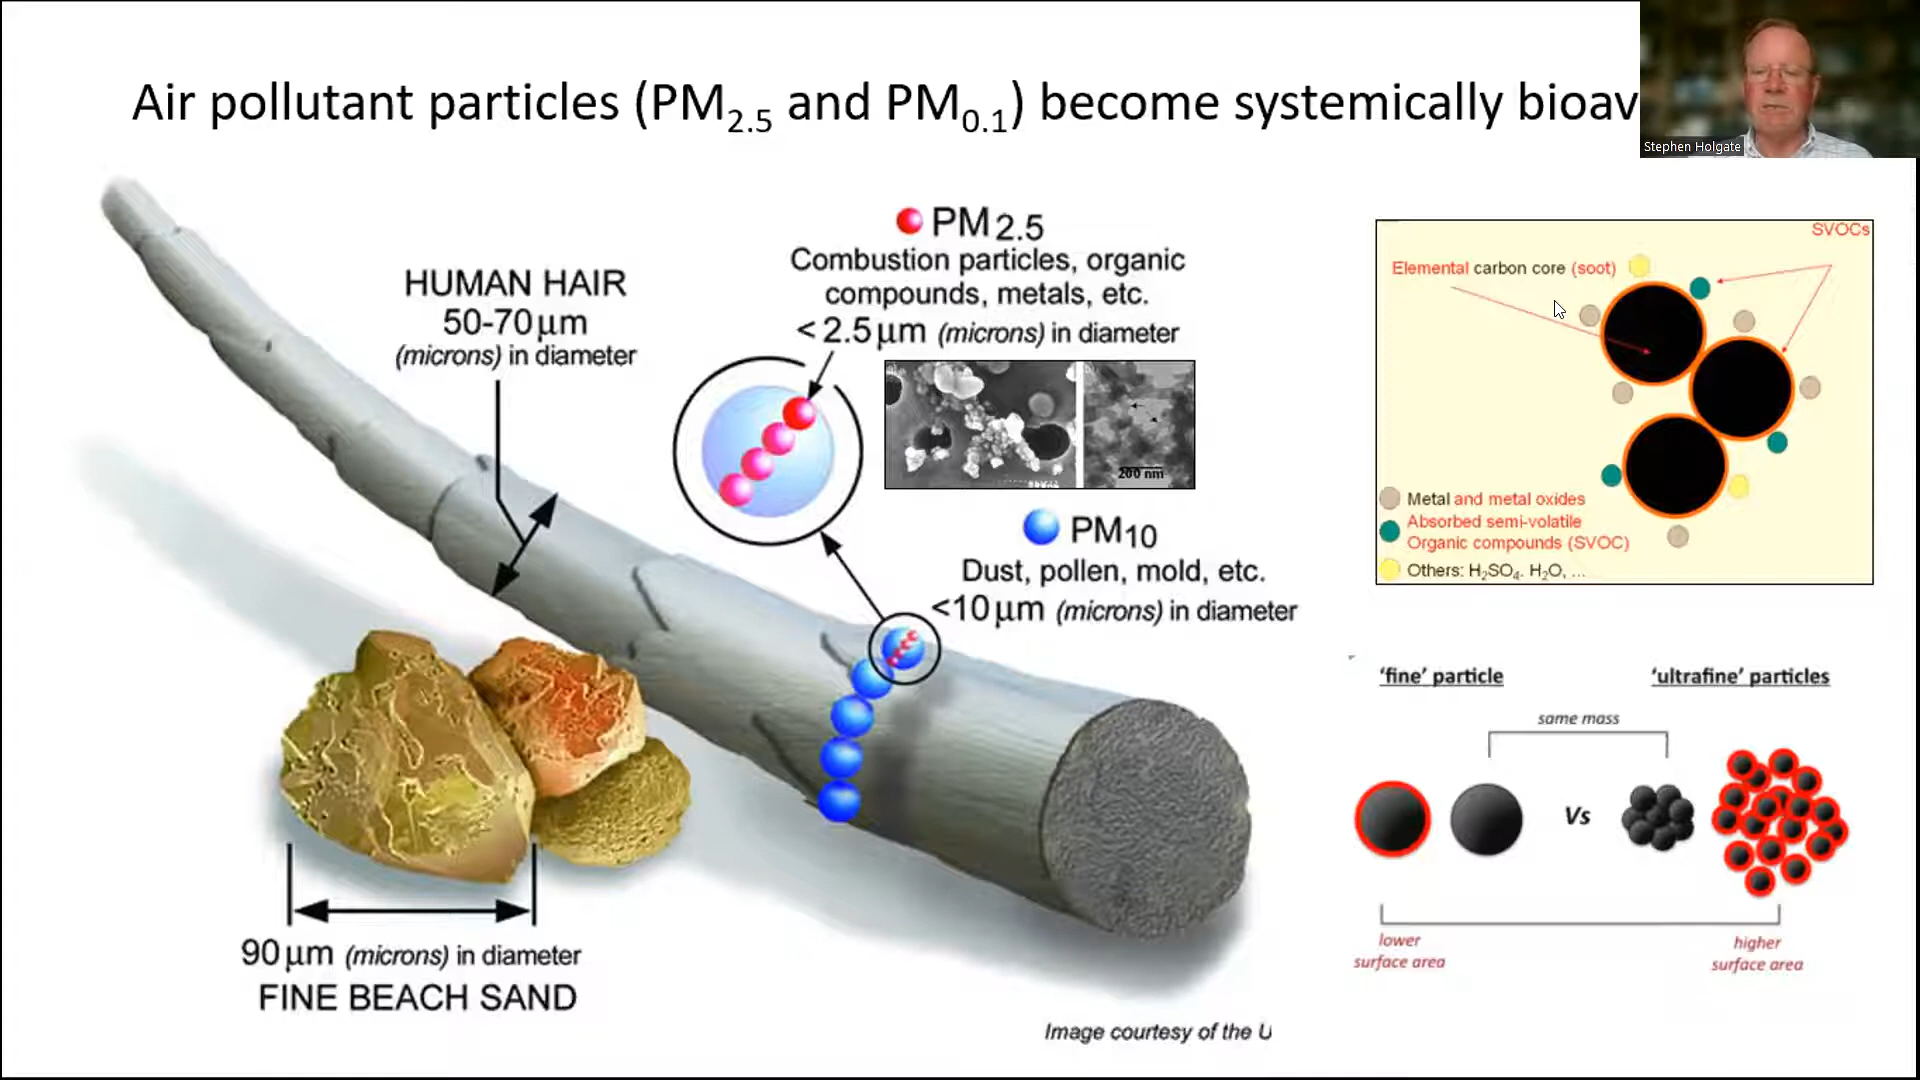 Air pollutant particles (PM2.5 and PM0.1) become systemically bioav
Stephen Holgate
HUMAN HAIR
50-70 µm
(microns) in diameter
PM2.5
Combustion particles, organic
compounds, metals, etc.
< 2.5 µm (microns) in diameter
200 nm
PM10
Dust, pollen, mold, etc.
<10 µm (microns) in diameter
90 µm (microns) in diameter
FINE BEACH SAND
Image courtesy of the U
SVOCs
Elemental carbon core (soot)
Metal and metal oxides
Absorbed semi-volatile
Organic compounds (SVOC)
Others: H2SO4. H2O, ...
‘fine’ particle
‘ultrafine’ particles
same mass
Vs
lower
surface area
higher
surface area